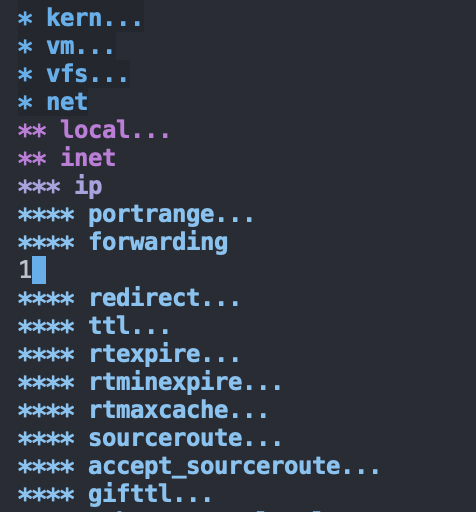 * kern...
* vm...
* vfs...
* net
** local...
** inet
*** ip
**** portrange...
**** forwarding
1
**** redirect...
**** ttl...
**** rtexpire...
**** rtminexpire...
**** rtmaxcache...
**** sourceroute...
**** accept_sourceroute...
**** gifttl...